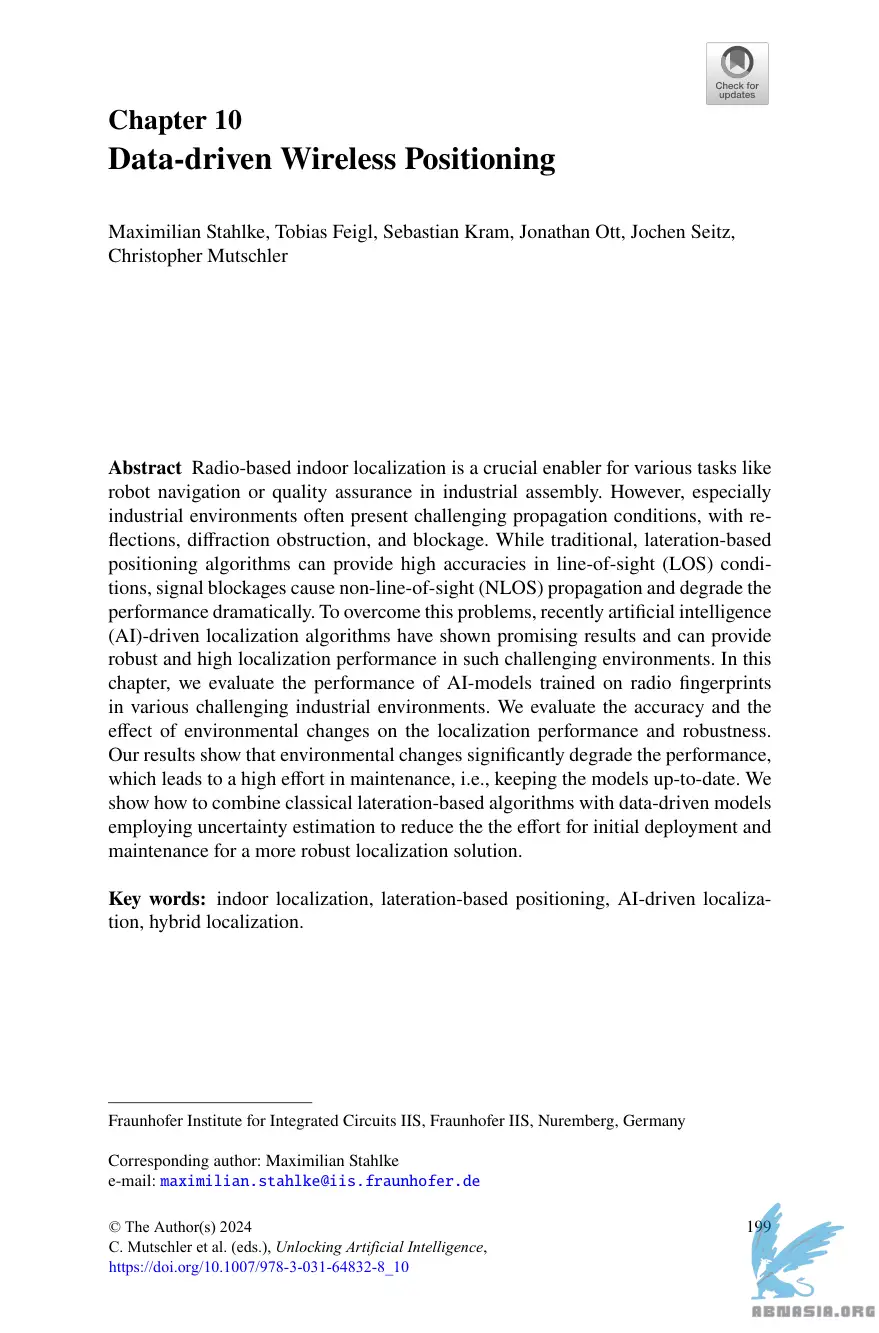 Check for
updates
Chapter 10
Data-driven Wireless Positioning
Maximilian Stahlke, Tobias Feigl, Sebastian Kram, Jonathan Ott, Jochen Seitz,
Christopher Mutschler
Abstract Radio-based indoor localization is a crucial enabler for various tasks like
robot navigation or quality assurance in industrial assembly. However, especially
industrial environments often present challenging propagation conditions, with re-
flections, diffraction obstruction, and blockage. While traditional, lateration-based
positioning algorithms can provide high accuracies in line-of-sight (LOS) condi-
tions, signal blockages cause non-line-of-sight (NLOS) propagation and degrade the
performance dramatically. To overcome this problems, recently artificial intelligence
(AI)-driven localization algorithms have shown promising results and can provide
robust and high localization performance in such challenging environments. In this
chapter, we evaluate the performance of AI-models trained on radio fingerprints
in various challenging industrial environments. We evaluate the accuracy and the
effect of environmental changes on the localization performance and robustness.
Our results show that environmental changes significantly degrade the performance,
which leads to a high effort in maintenance, i.e., keeping the models up-to-date. We
show how to combine classical lateration-based algorithms with data-driven models
employing uncertainty estimation to reduce the the effort for initial deployment and
maintenance for a more robust localization solution.
Key words: indoor localization, lateration-based positioning, AI-driven localiza-
tion, hybrid localization.
Fraunhofer Institute for Integrated Circuits IIS, Fraunhofer IIS, Nuremberg, Germany
Corresponding author: Maximilian Stahlke
e-mail: maximilian.stahlke@iis.fraunhofer.de
© The Author(s) 2024
199
C. Mutschler et al. (eds.), Unlocking Artificial Intelligence,
https://doi.org/10.1007/978-3-031-64832-8_10
ABNASIA.ORG